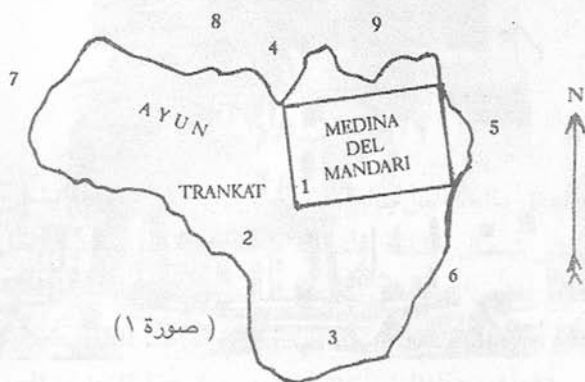 8
9
4
7
N
AYUN
MEDINA
DEL
MANDARI
5
TRANKAT
1
2
6
(صورة ١)
3